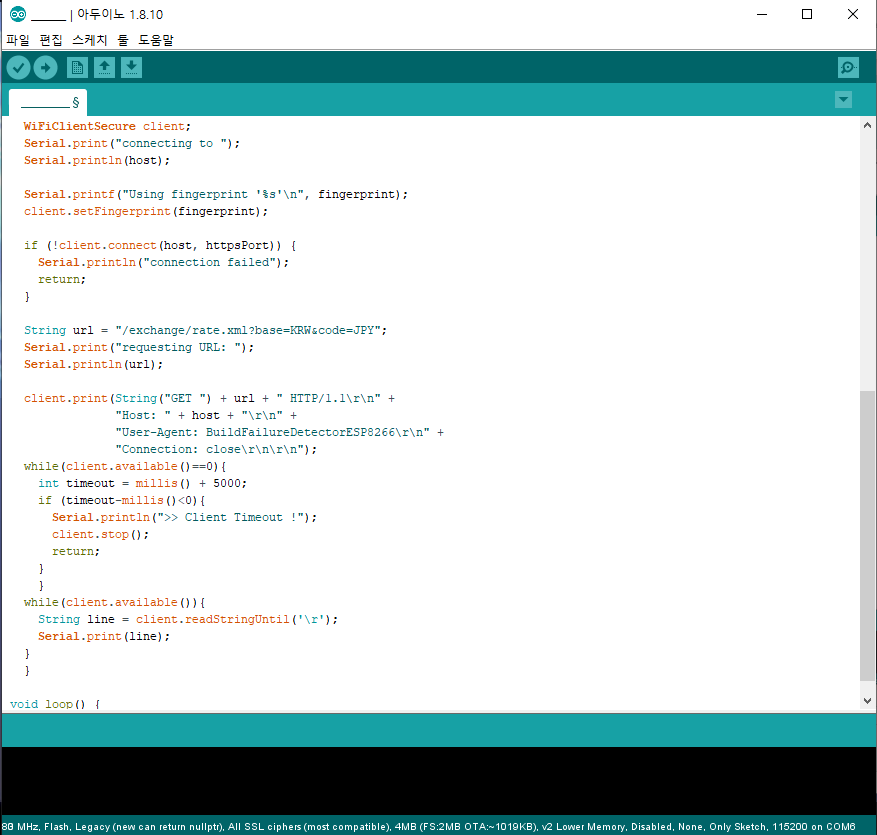 ______ | 아두이노 1.8.10
파일 편집 스케치 툴 도움말
________ §
WiFiClientSecure client;
Serial.print("connecting to ");
Serial.println(host);
Serial.printf("Using fingerprint '%s'\n", fingerprint);
client.setFingerprint(fingerprint);
if (!client.connect(host, httpsPort)) {
Serial.println("connection failed");
return;
}
String url = "/exchange/rate.xml?base=KRW&code=JPY";
Serial.print("requesting URL: ");
Serial.println(url);
client.print(String("GET ") + url + " HTTP/1.1\r\n" +
"Host: " + host + "\r\n" +
"User-Agent: BuildFailureDetectorESP8266\r\n" +
"Connection: close\r\n\r\n");
while(client.available()==0){
int timeout = millis() + 5000;
if (timeout-millis()<0){
Serial.println(">> Client Timeout !");
client.stop();
return;
}
}
while(client.available()){
String line = client.readStringUntil('\r');
Serial.print(line);
}
}
void loop() {
80 MHz, Flash, Legacy (new can return nullptr), All SSL ciphers (most compatible), 4MB (FS:2MB OTA:~1019KB), v2 Lower Memory, Disabled, None, Only Sketch, 115200 on COM6